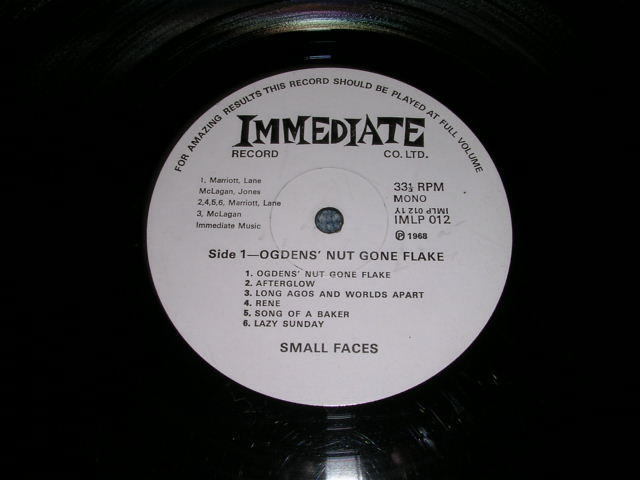 FOR AMAZING RESULTS THIS RECORD SHOULD BE PLAYED AT FULL VOLUME
IMMEDIATE
RECORD CO. LTD.
1. Marriott, Lane
McLagan, Jones
2,4,5,6, Marriott, Lane
3, McLagan
Immediate Music
33⅓ RPM
MONO
IMLP 012 1Y
IMLP 012
Ⓟ 1968
Side 1—OGDENS' NUT GONE FLAKE
1. OGDENS' NUT GONE FLAKE
2. AFTERGLOW
3. LONG AGOS AND WORLDS APART
4. RENE
5. SONG OF A BAKER
6. LAZY SUNDAY
SMALL FACES